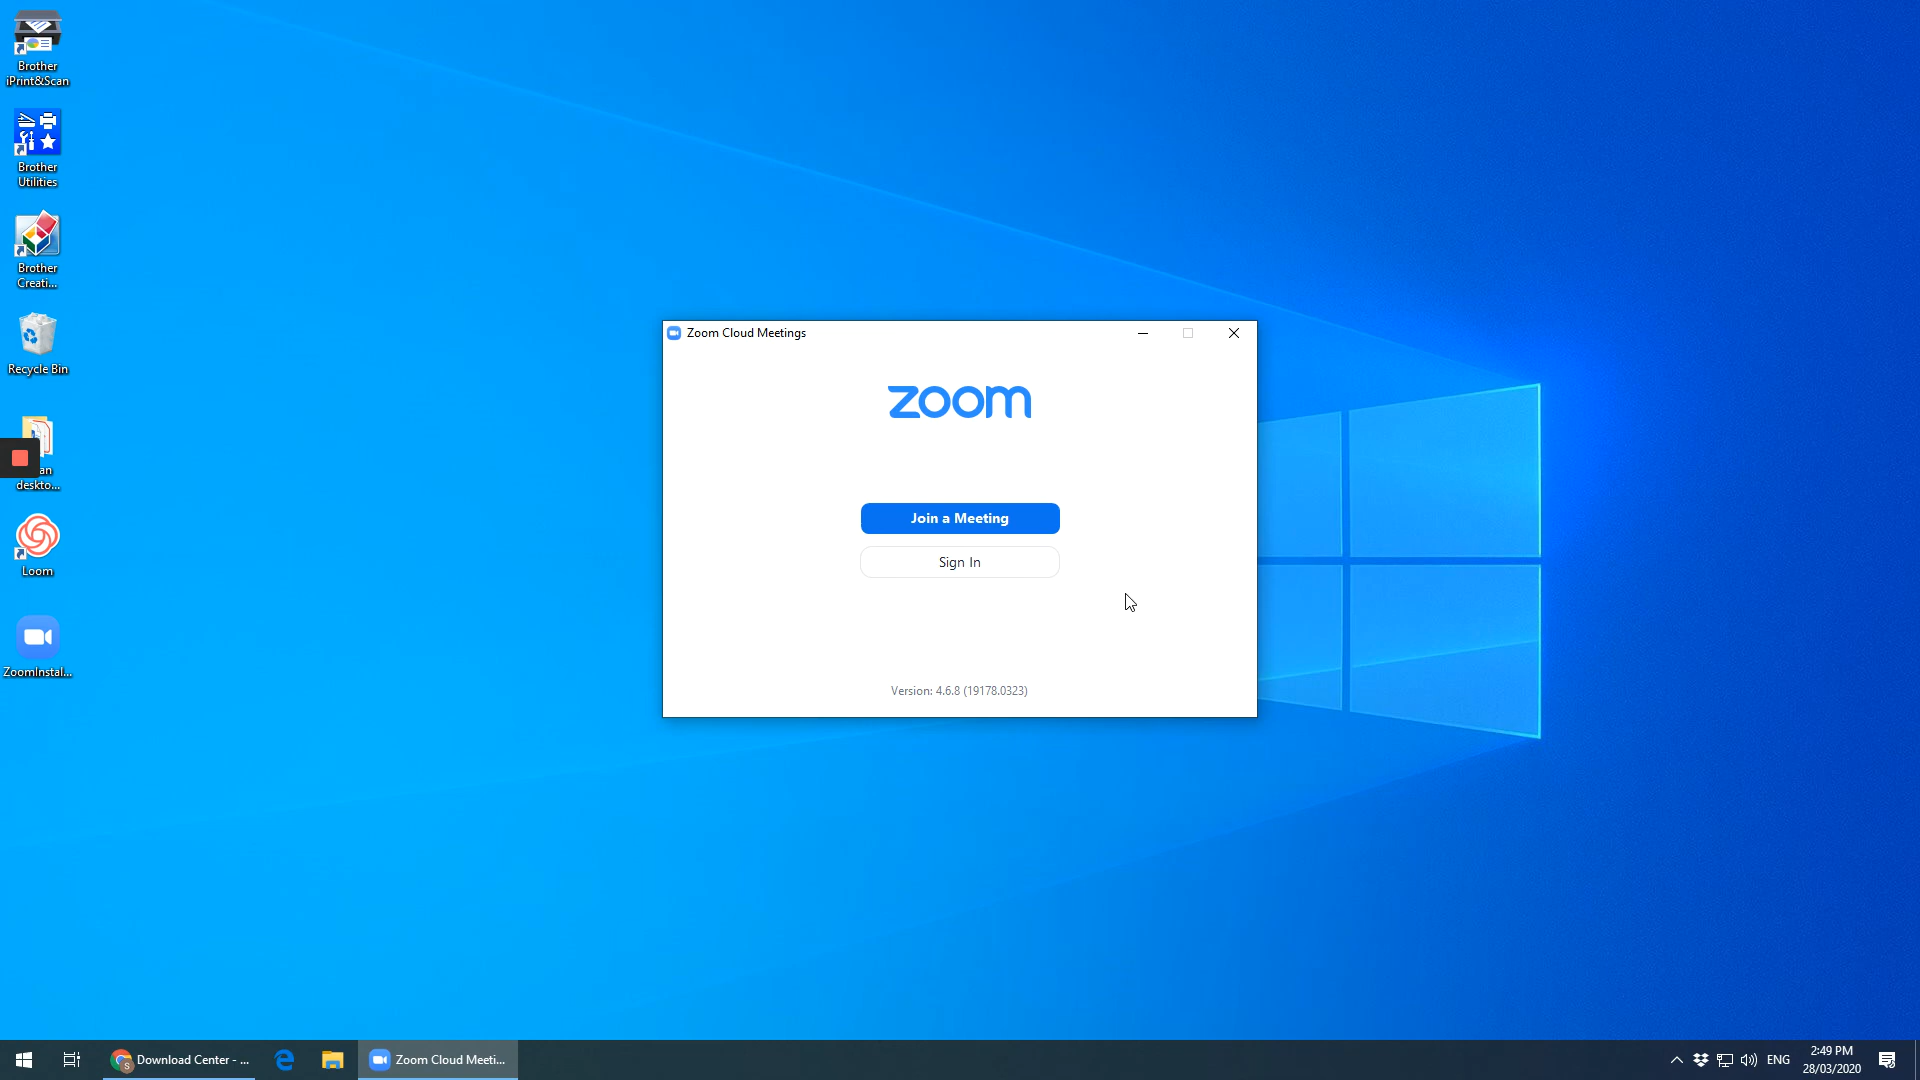 Brother
iPrint&Scan
Brother
Utilities
Brother
Creati...
Recycle Bin
deskto...
Loom
ZoomInstal...
Zoom Cloud Meetings
zoom
Join a Meeting
Sign In
Version: 4.6.8 (19178.0323)
Download Center - ...
Zoom Cloud Meeti...
ENG
2:49 PM
28/03/2020